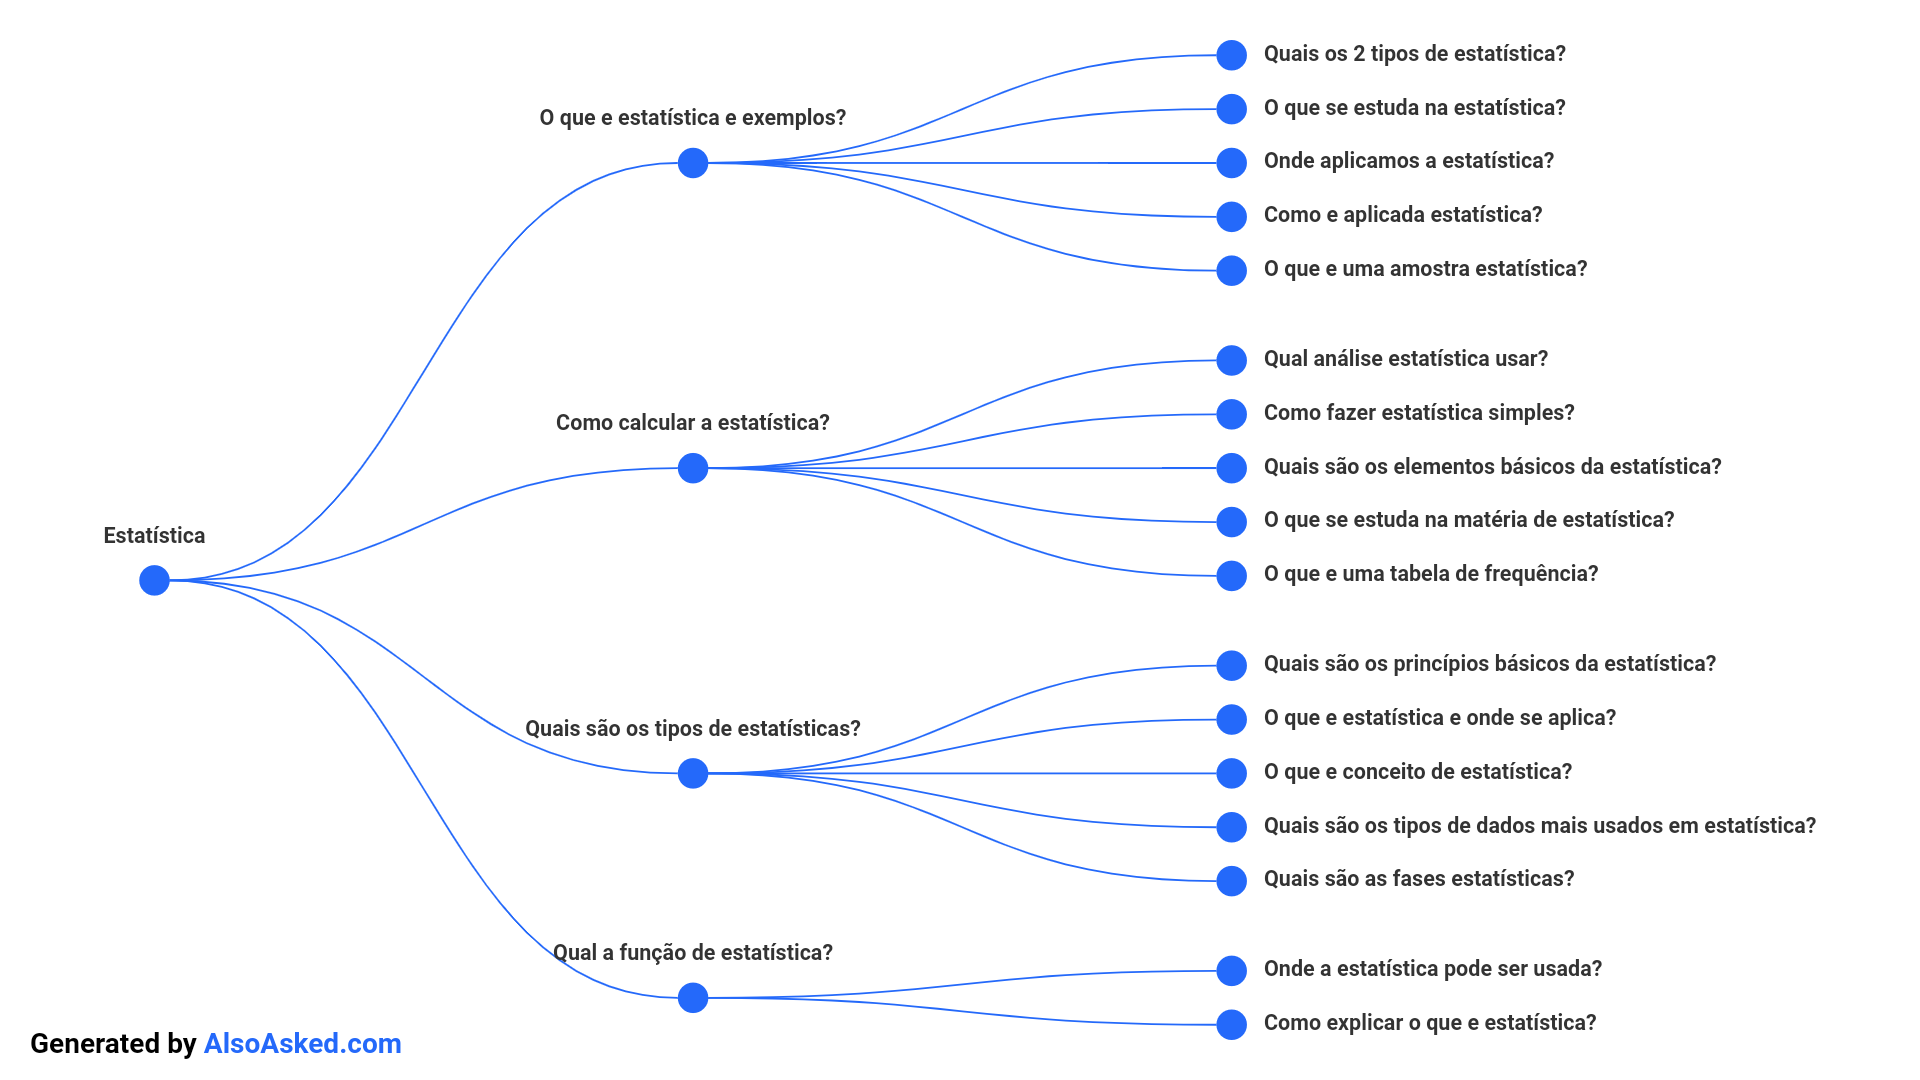 Estatística
O que e estatística e exemplos?
Quais os 2 tipos de estatística?
O que se estuda na estatística?
Onde aplicamos a estatística?
Como e aplicada estatística?
O que e uma amostra estatística?
Como calcular a estatística?
Qual análise estatística usar?
Como fazer estatística simples?
Quais são os elementos básicos da estatística?
O que se estuda na matéria de estatística?
O que e uma tabela de frequência?
Quais são os tipos de estatísticas?
Quais são os princípios básicos da estatística?
O que e estatística e onde se aplica?
O que e conceito de estatística?
Quais são os tipos de dados mais usados em estatística?
Quais são as fases estatísticas?
Qual a função de estatística?
Onde a estatística pode ser usada?
Como explicar o que e estatística?
Generated by AlsoAsked.com